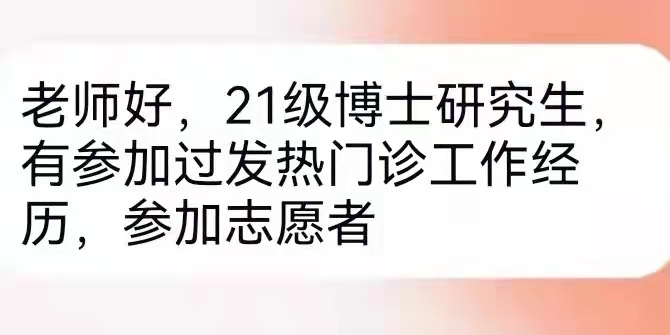 老师好，21级博士研究生，
有参加过发热门诊工作经
历，参加志愿者